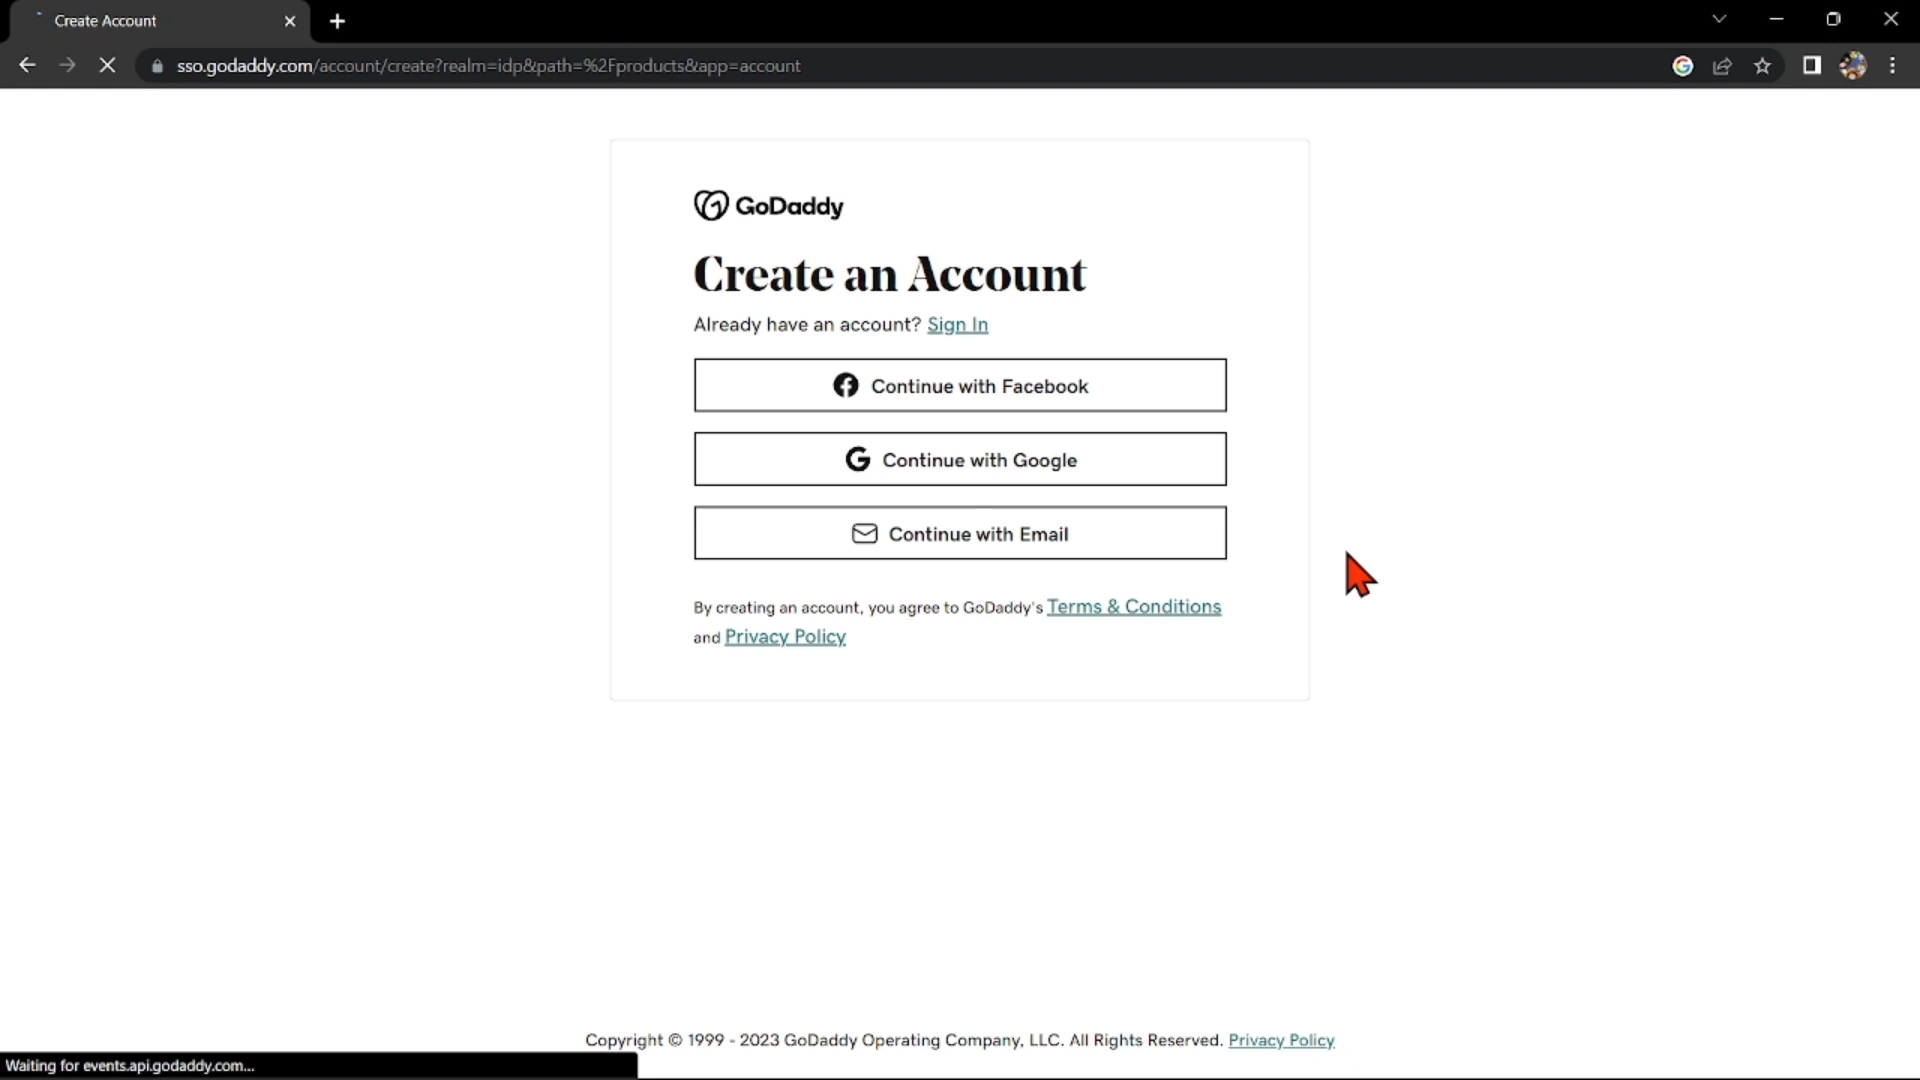 Create Account
sso.godaddy.com/account/create?realm=idp&path=%2Fproducts&app=account
GoDaddy
Create an Account
Already have an account? Sign In
Continue with Facebook
Continue with Google
Continue with Email
By creating an account, you agree to GoDaddy's Terms & Conditions
and Privacy Policy
Copyright © 1999 - 2023 GoDaddy Operating Company, LLC. All Rights Reserved. Privacy Policy
Waiting for events.api.godaddy.com...